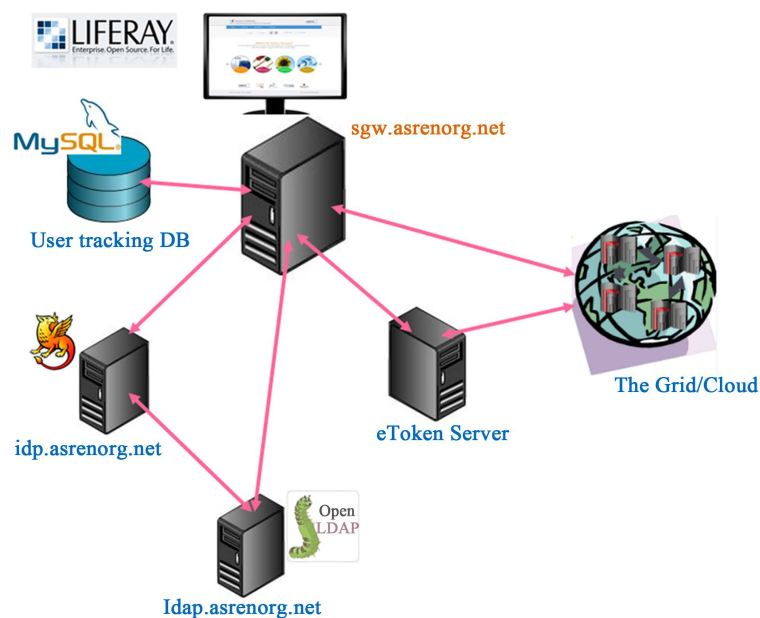 LIFERAY.
Enterprise. Open Source. For Life.
sgw.asrenorg.net
MySQL®
User tracking DB
The Grid/Cloud
idp.asrenorg.net
eToken Server
Open
LDAP
Idap.asrenorg.net